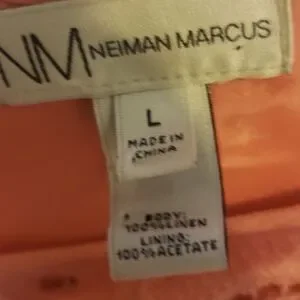 NM NEIMAN MARCUS
L
MADE IN
CHINA
BODY:
100% LINEN
LINING:
100% ACETATE